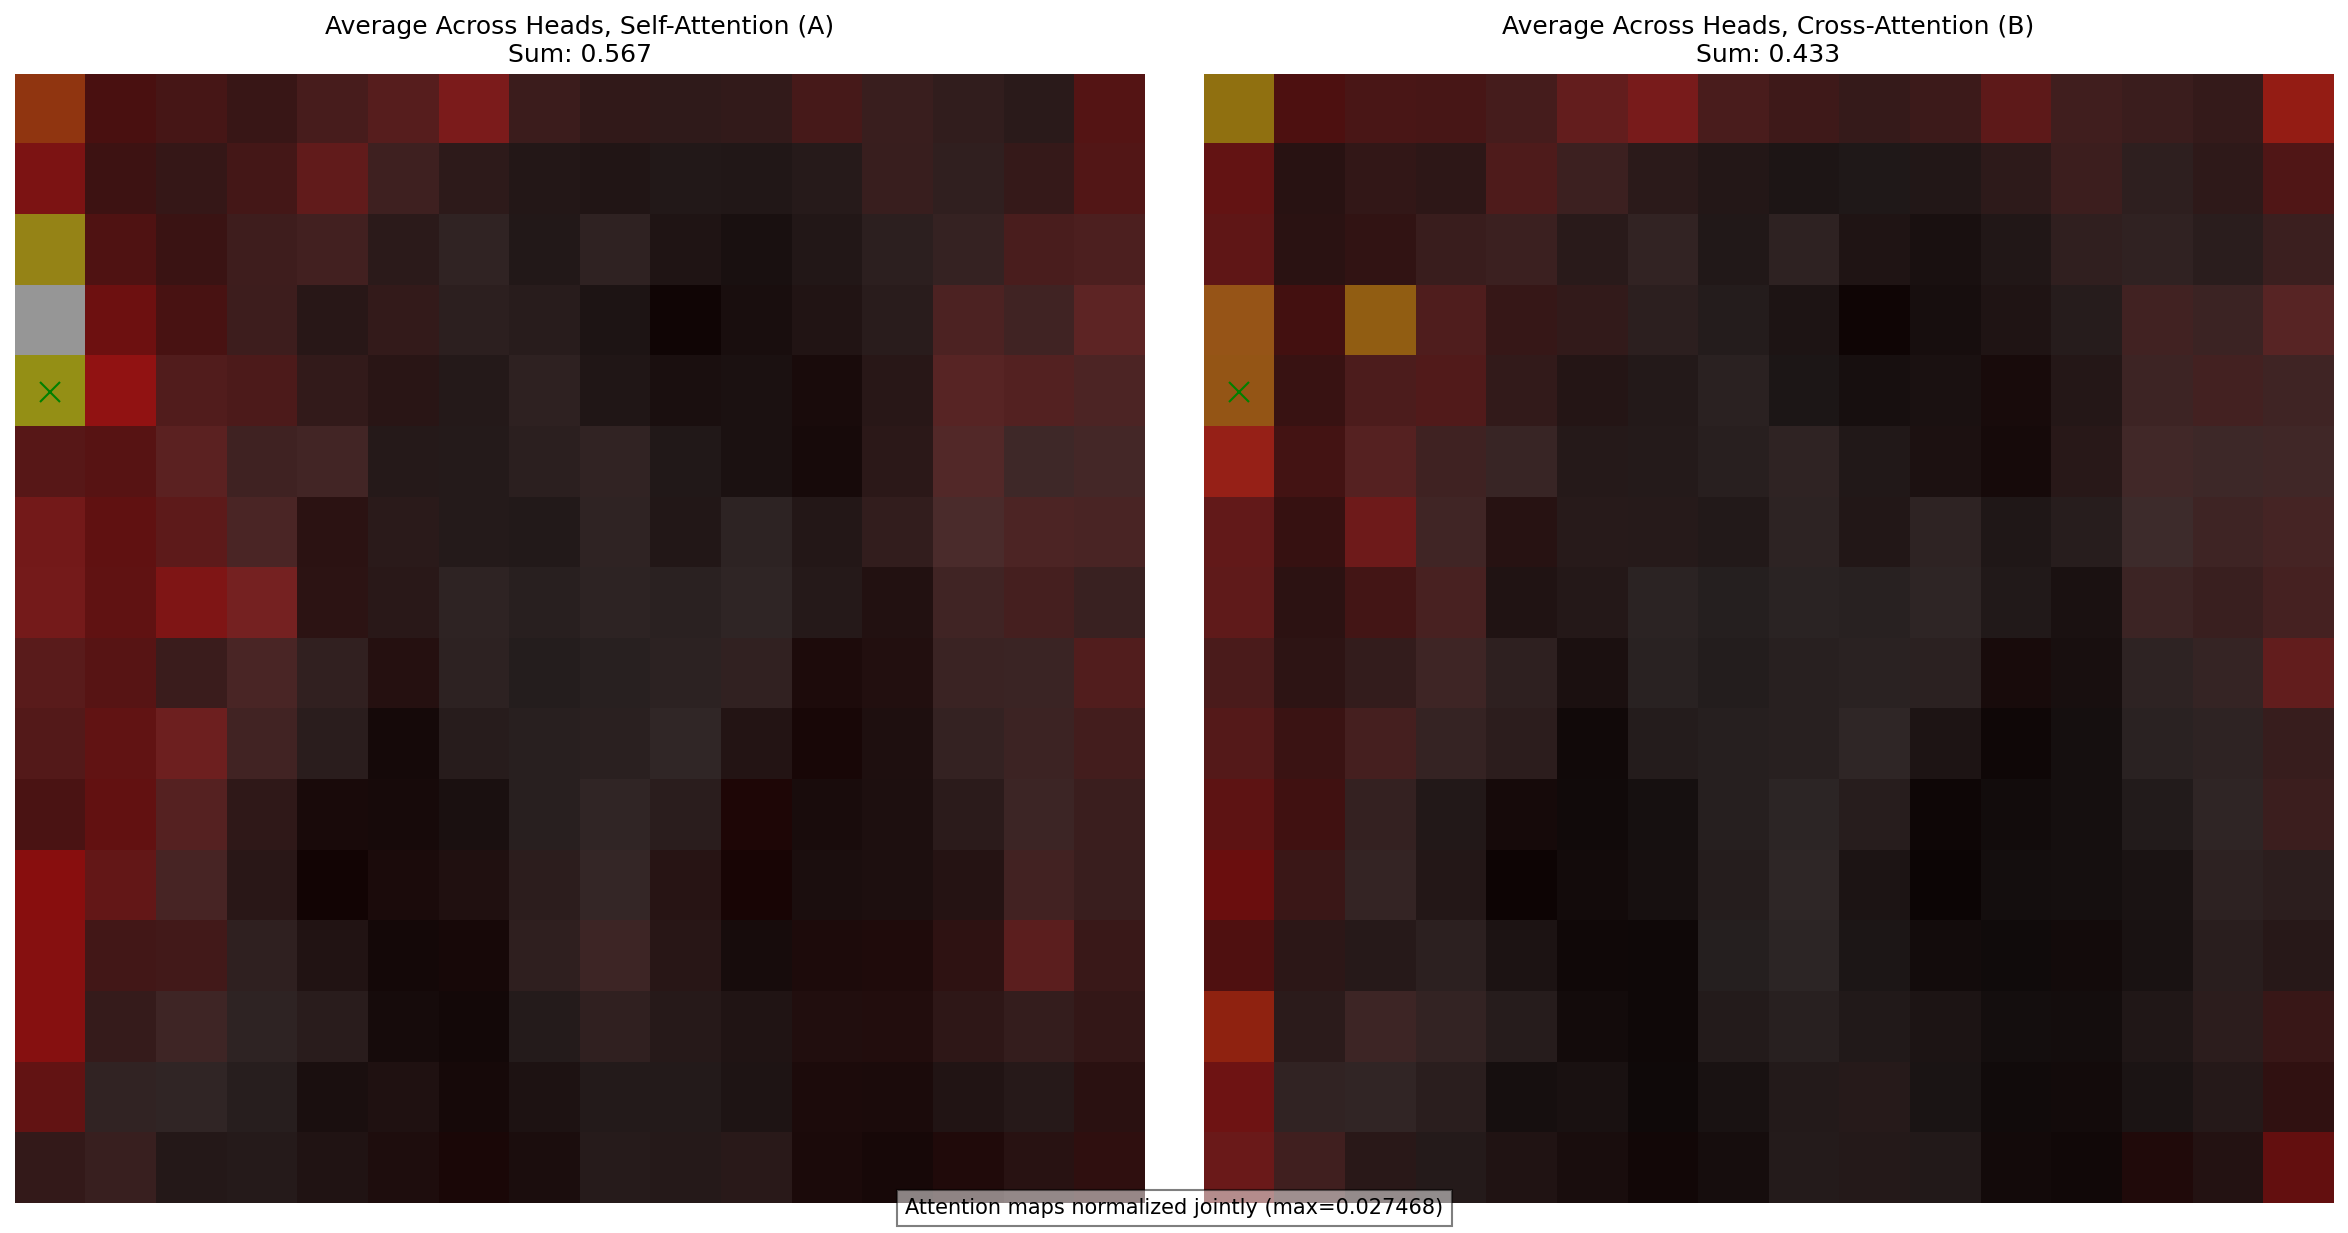 Average Across Heads, Self-Attention (A)
Sum: 0.567
Average Across Heads, Cross-Attention (B)
Sum: 0.433
Attention maps normalized jointly (max=0.027468)